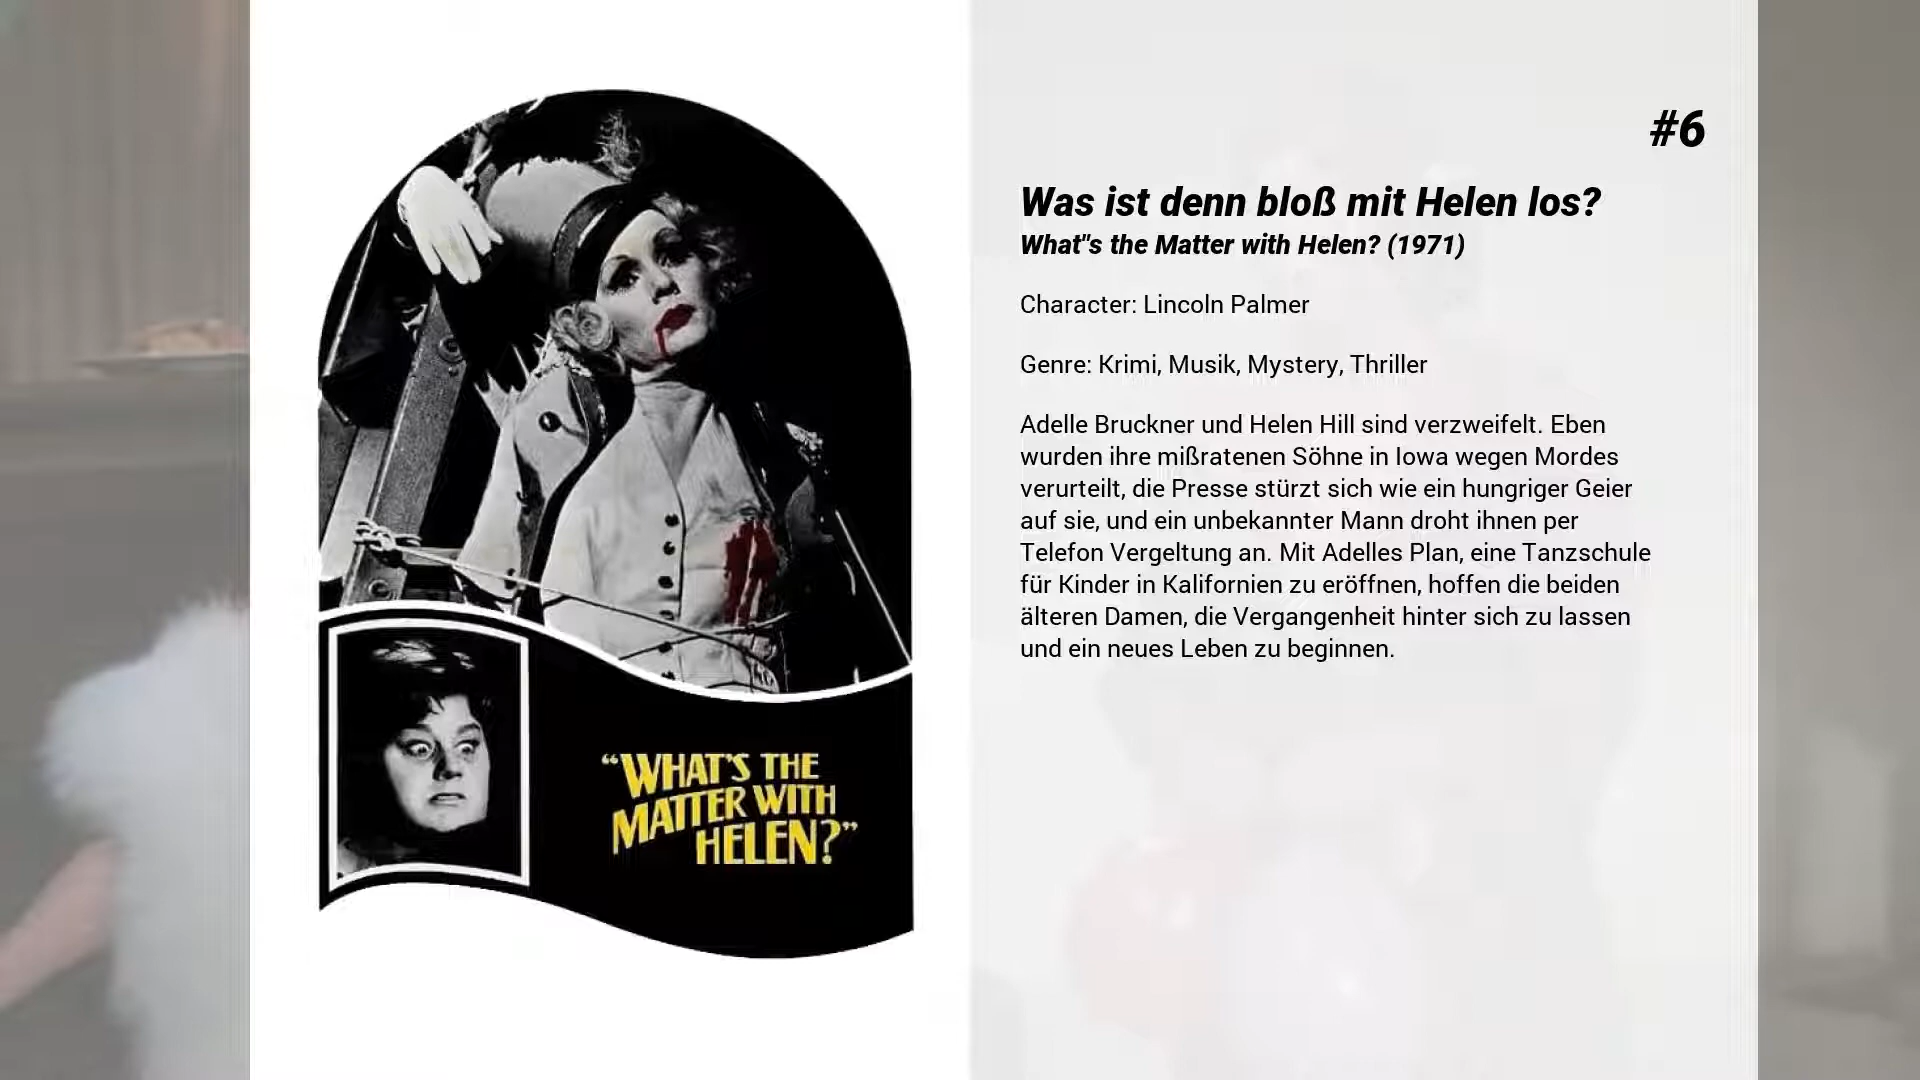 #6
Was ist denn bloß mit Helen los?
What"s the Matter with Helen? (1971)
Character: Lincoln Palmer
Genre: Krimi, Musik, Mystery, Thriller
Adelle Bruckner und Helen Hill sind verzweifelt. Eben
wurden ihre mißratenen Söhne in Iowa wegen Mordes
verurteilt, die Presse stürzt sich wie ein hungriger Geier
auf sie, und ein unbekannter Mann droht ihnen per
Telefon Vergeltung an. Mit Adelles Plan, eine Tanzschule
für Kinder in Kalifornien zu eröffnen, hoffen die beiden
älteren Damen, die Vergangenheit hinter sich zu lassen
und ein neues Leben zu beginnen.
“WHAT'S THE
MATTER WITH
HELEN?”